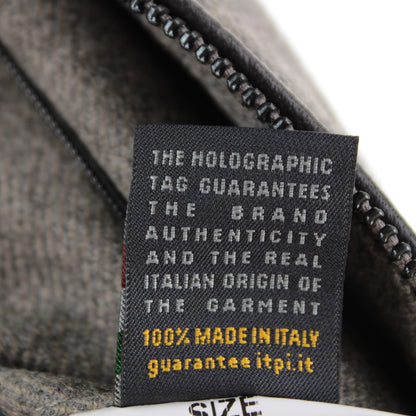 THE HOLOGRAPHIC
TAG GUARANTEES
THE BRAND
AUTHENTICITY
AND THE REAL
ITALIAN ORIGIN OF
THE GARMENT
100% MADE IN ITALY
guarantee itpi.it
SIZE